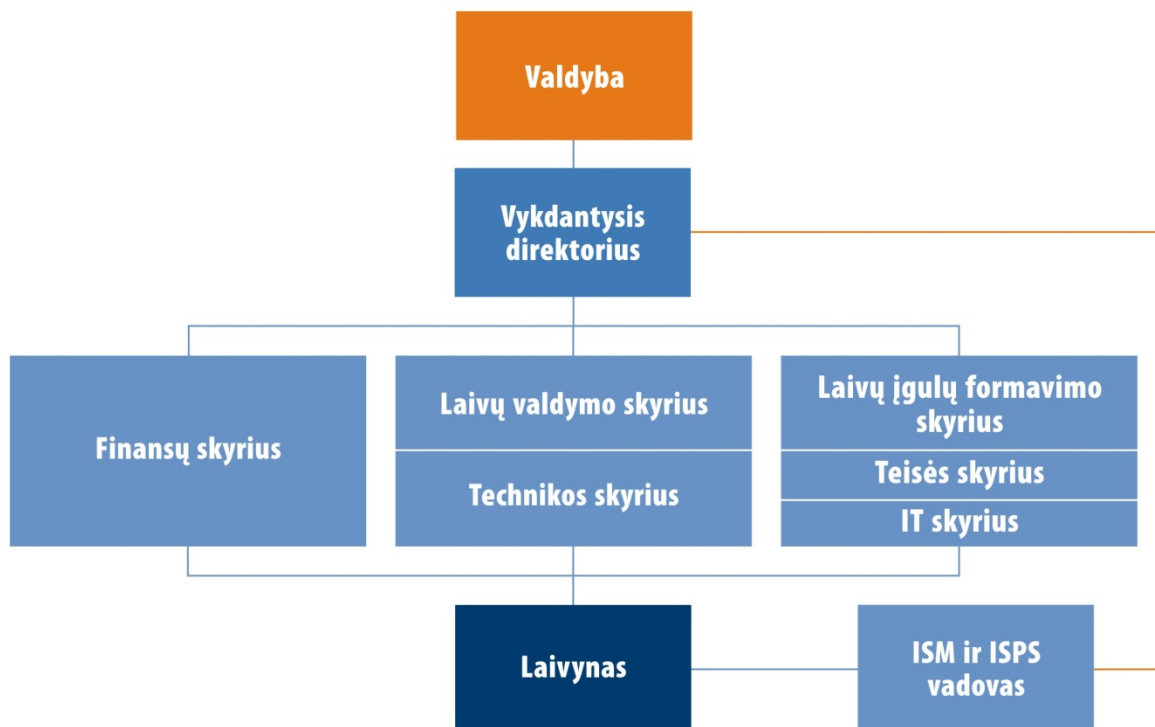 Valdyba
Vykdantysis
direktorius
Finansų skyrius
Laivų valdymo skyrius
Technikos skyrius
Laivų įgulų formavimo
skyrius
Teisės skyrius
IT skyrius
Laivynas
ISM ir ISPS
vadovas